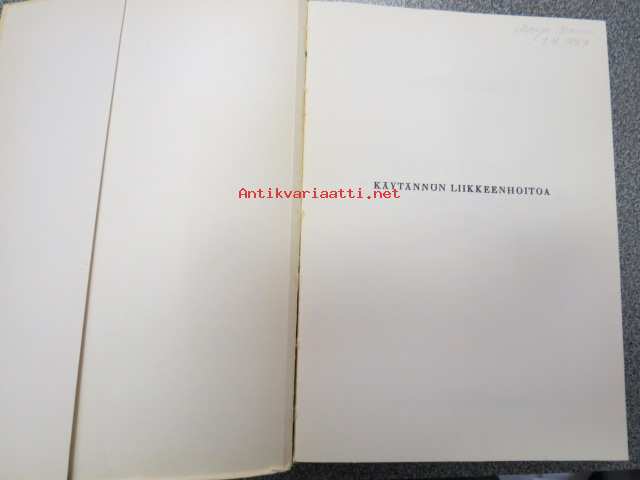 KÄYTÄNNÖN LIIKKEENHOITOA
Antikvariaatti.net